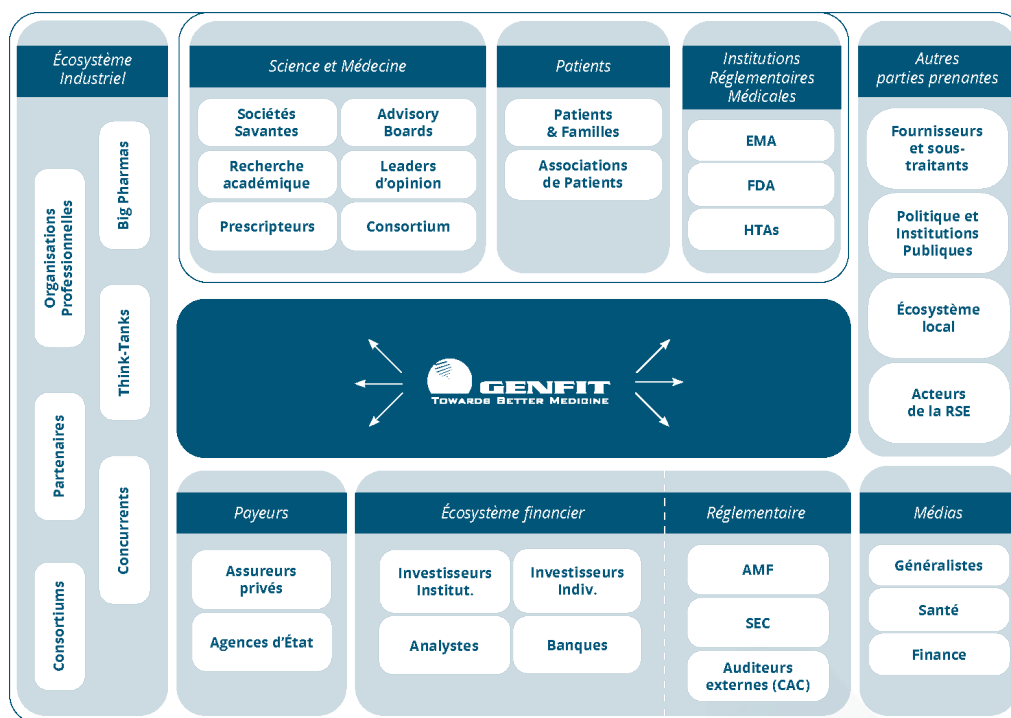 Écosystème
Industriel
Organisations
Professionnelles
Big Pharmas
Think-Tanks
Partenaires
Concurrents
Consortiums
Science et Médecine
Sociétés
Savantes
Advisory
Boards
Recherche
académique
Leaders
d’opinion
Prescripteurs
Consortium
Patients
Patients
& Familles
Associations
de Patients
Institutions
Réglementaires
Médicales
EMA
FDA
HTAs
Autres
parties prenantes
Fournisseurs
et sous-
traitants
Politique et
Institutions
Publiques
Écosystème
local
Acteurs
de la RSE
GENFIT
TOWARDS BETTER MEDICINE
Payeurs
Assureurs
privés
Agences d’État
Écosystème financier
Investisseurs
Institut.
Investisseurs
Indiv.
Analystes
Banques
Réglementaire
AMF
SEC
Auditeurs
externes (CAC)
Médias
Généralistes
Santé
Finance